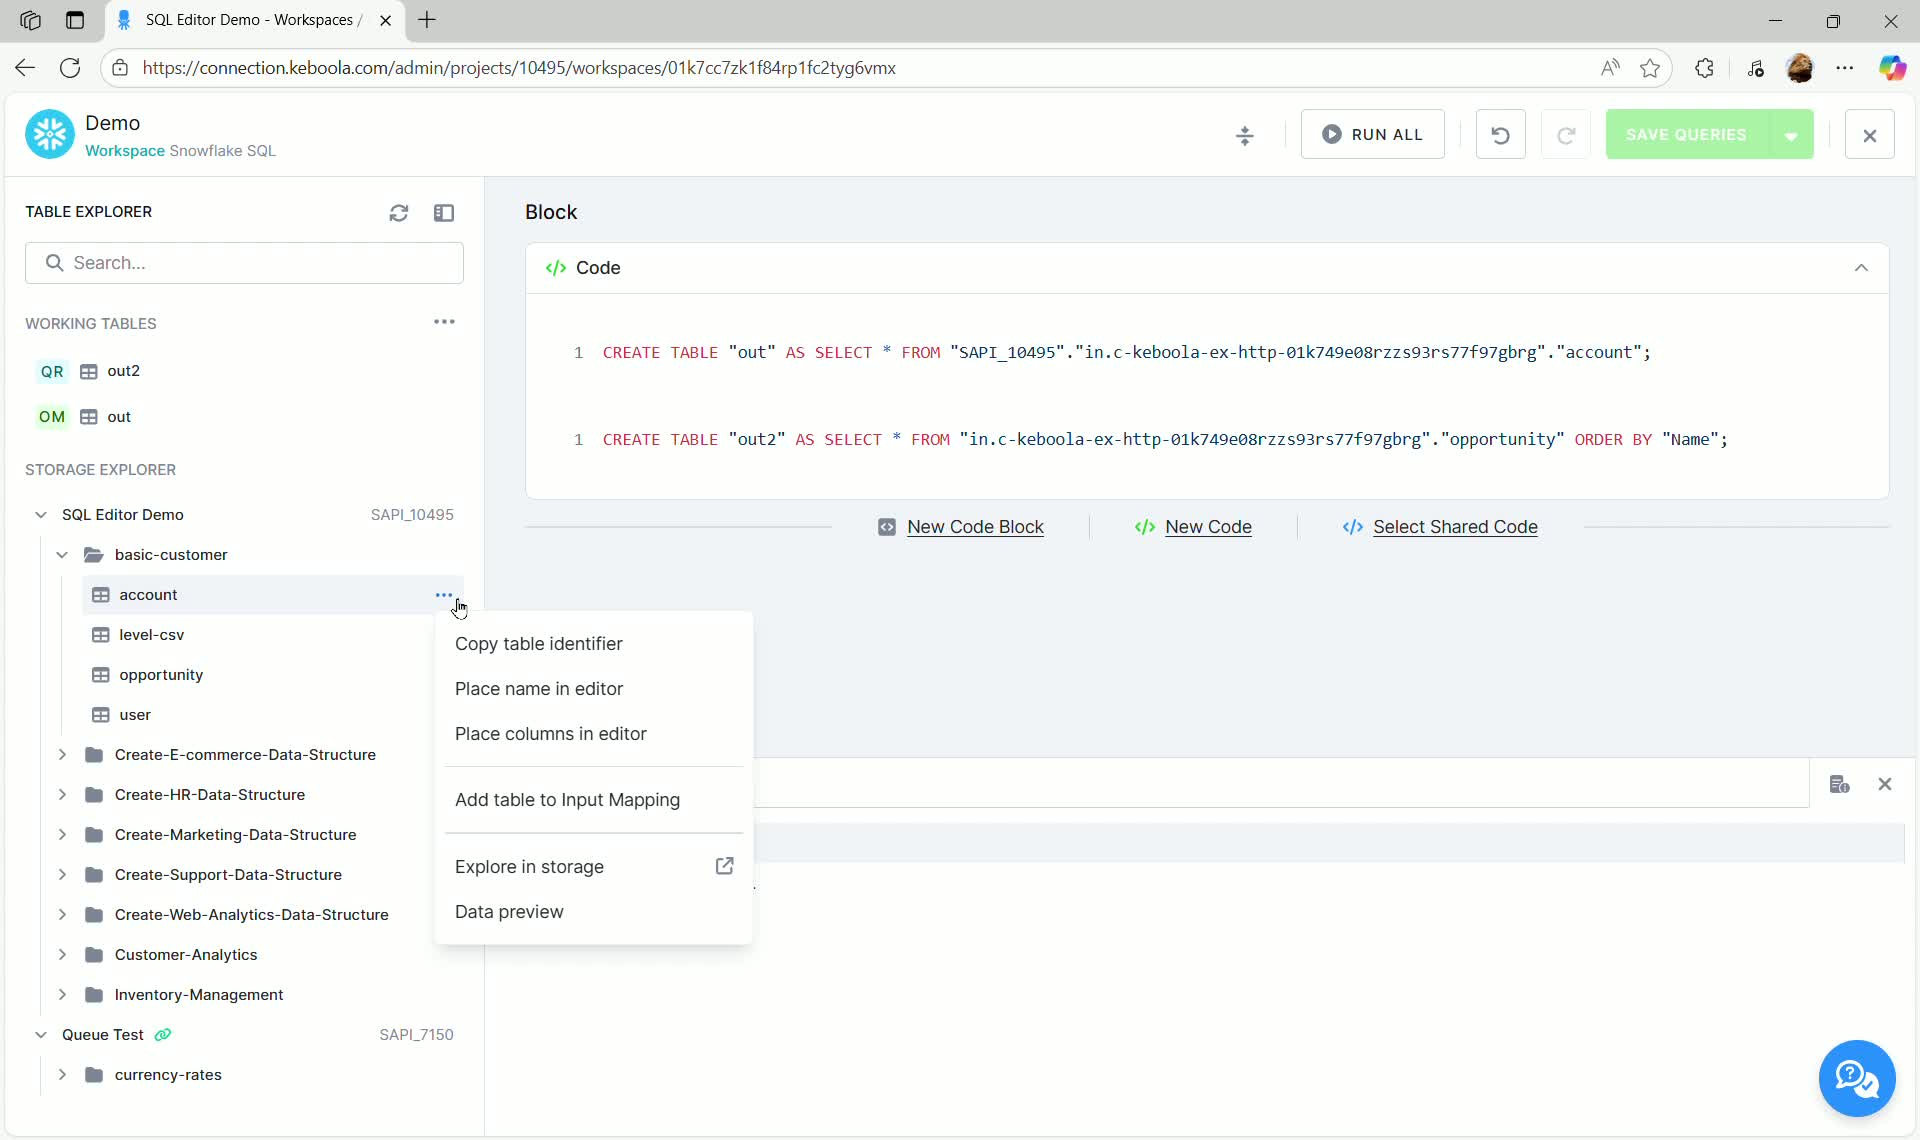 SQL Editor Demo - Workspaces /
https://connection.keboola.com/admin/projects/10495/workspaces/01k7cc7zk1f84rp1fc2tyg6vmx
Demo
Workspace Snowflake SQL
RUN ALL
SAVE QUERIES
TABLE EXPLORER
Search...
WORKING TABLES
QR out2
OM out
STORAGE EXPLORER
SQL Editor Demo SAPI_10495
basic-customer
account
level-csv
opportunity
user
Create-E-commerce-Data-Structure
Create-HR-Data-Structure
Create-Marketing-Data-Structure
Create-Support-Data-Structure
Create-Web-Analytics-Data-Structure
Customer-Analytics
Inventory-Management
Queue Test SAPI_7150
currency-rates
Block
</> Code
1 CREATE TABLE "out" AS SELECT * FROM "SAPI_10495"."in.c-keboola-ex-http-01k749e08rzzs93rs77f97gbrg"."account";
1 CREATE TABLE "out2" AS SELECT * FROM "in.c-keboola-ex-http-01k749e08rzzs93rs77f97gbrg"."opportunity" ORDER BY "Name";
New Code Block
</> New Code
</> Select Shared Code
Copy table identifier
Place name in editor
Place columns in editor
Add table to Input Mapping
Explore in storage
Data preview